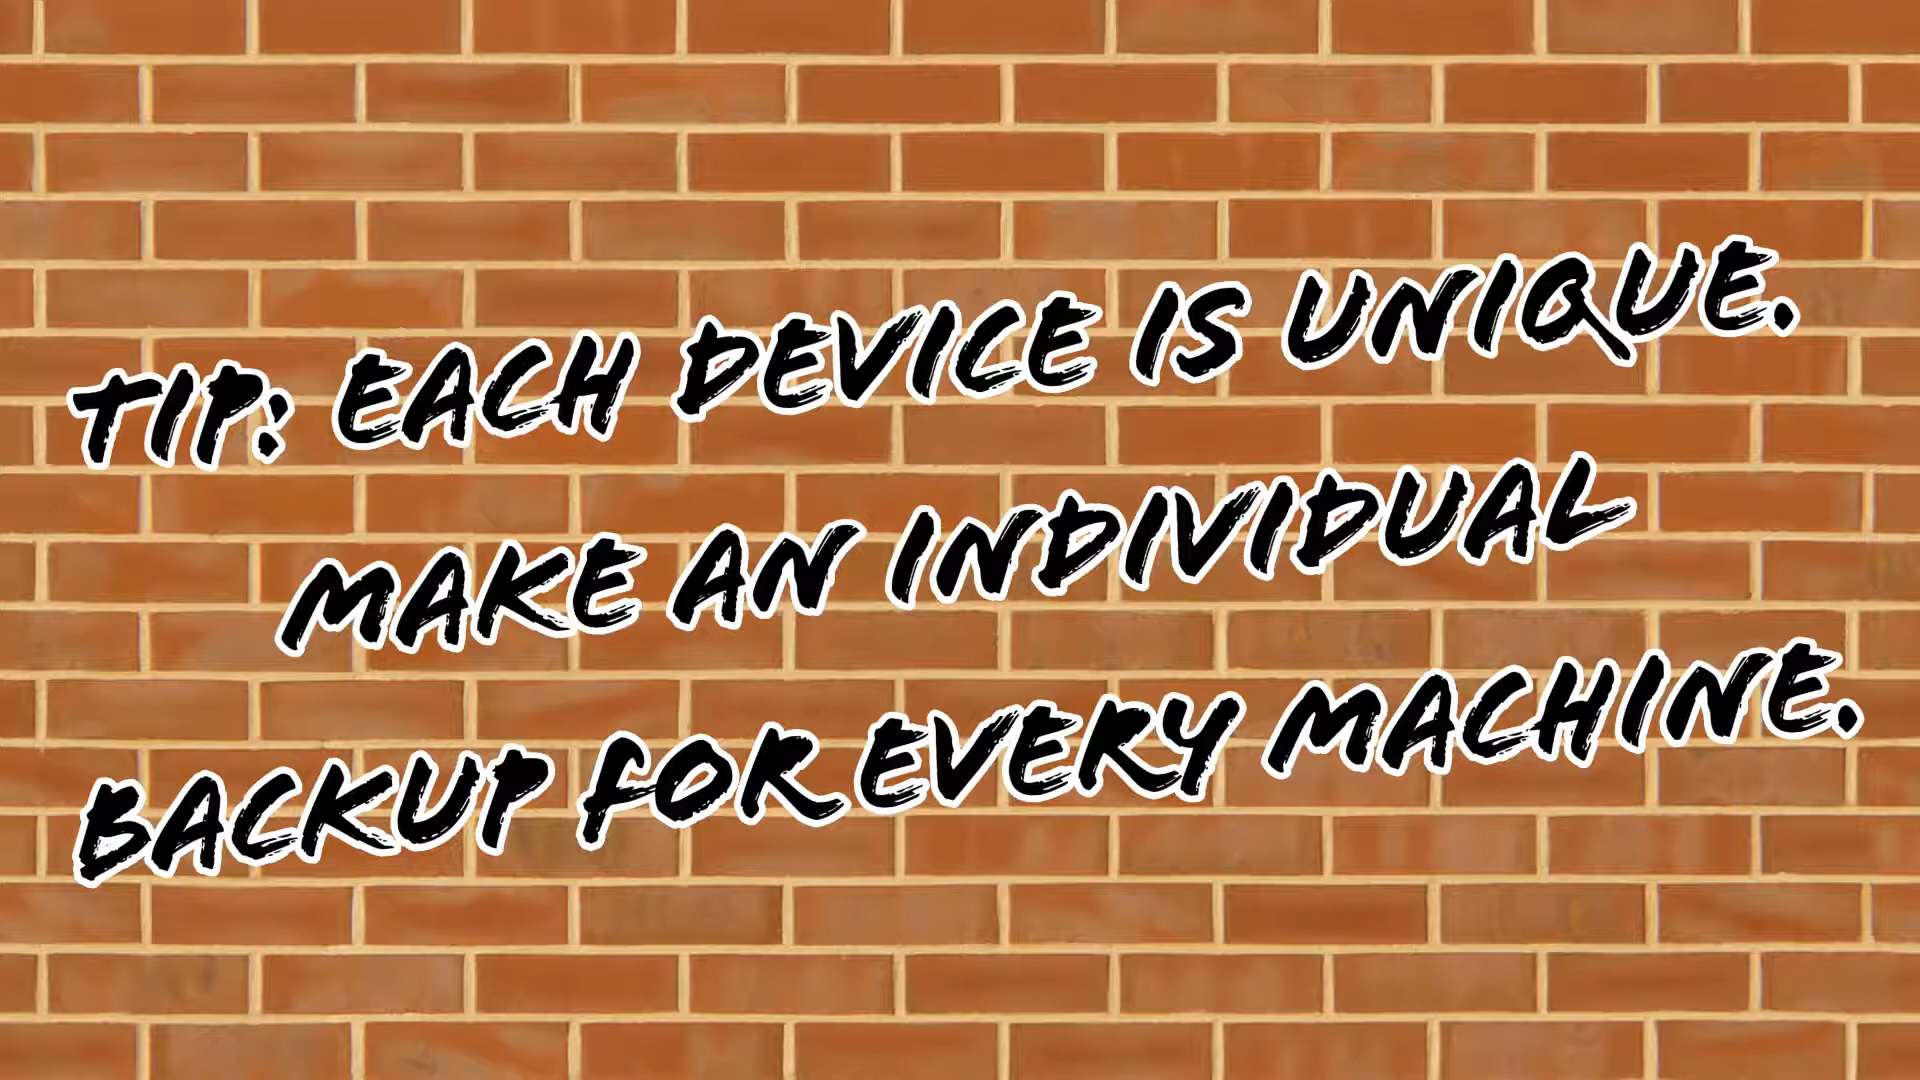 TIP: EACH DEVICE IS UNIQUE.
MAKE AN INDIVIDUAL
BACKUP FOR EVERY MACHINE.